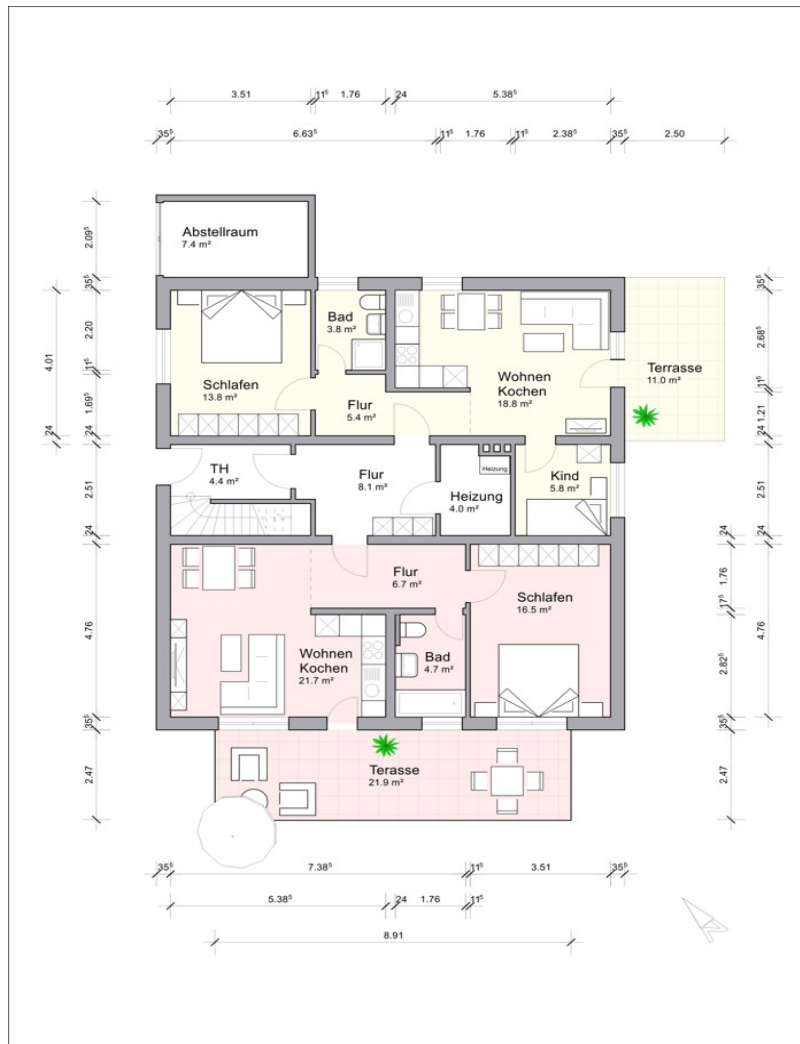 3.51
11⁵
1.76
24
5.38⁵
35⁵
6.63⁵
11⁵
1.76
11⁵
2.38⁵
35⁵
2.50
2.09⁵
35⁵
2.20
11⁵
1.69⁵
24
2.51
24
4.76
35⁵
2.47
4.01
24
Abstellraum
7.4 m²
Bad
3.8 m²
Schlafen
13.8 m²
Flur
5.4 m²
Wohnen
Kochen
18.8 m²
Terrasse
11.0 m²
TH
4.4 m²
Flur
8.1 m²
Heizung
Heizung
4.0 m²
Kind
5.8 m²
Flur
6.7 m²
Schlafen
16.5 m²
Wohnen
Kochen
21.7 m²
Bad
4.7 m²
Terasse
21.9 m²
35⁵
2.68⁵
11⁵
1.21
24
2.51
24
4.76
35⁵
24
1.76
17⁵
2.82⁵
35⁵
2.47
35⁵
7.38⁵
11⁵
3.51
35⁵
5.38⁵
24
1.76
11⁵
8.91
N